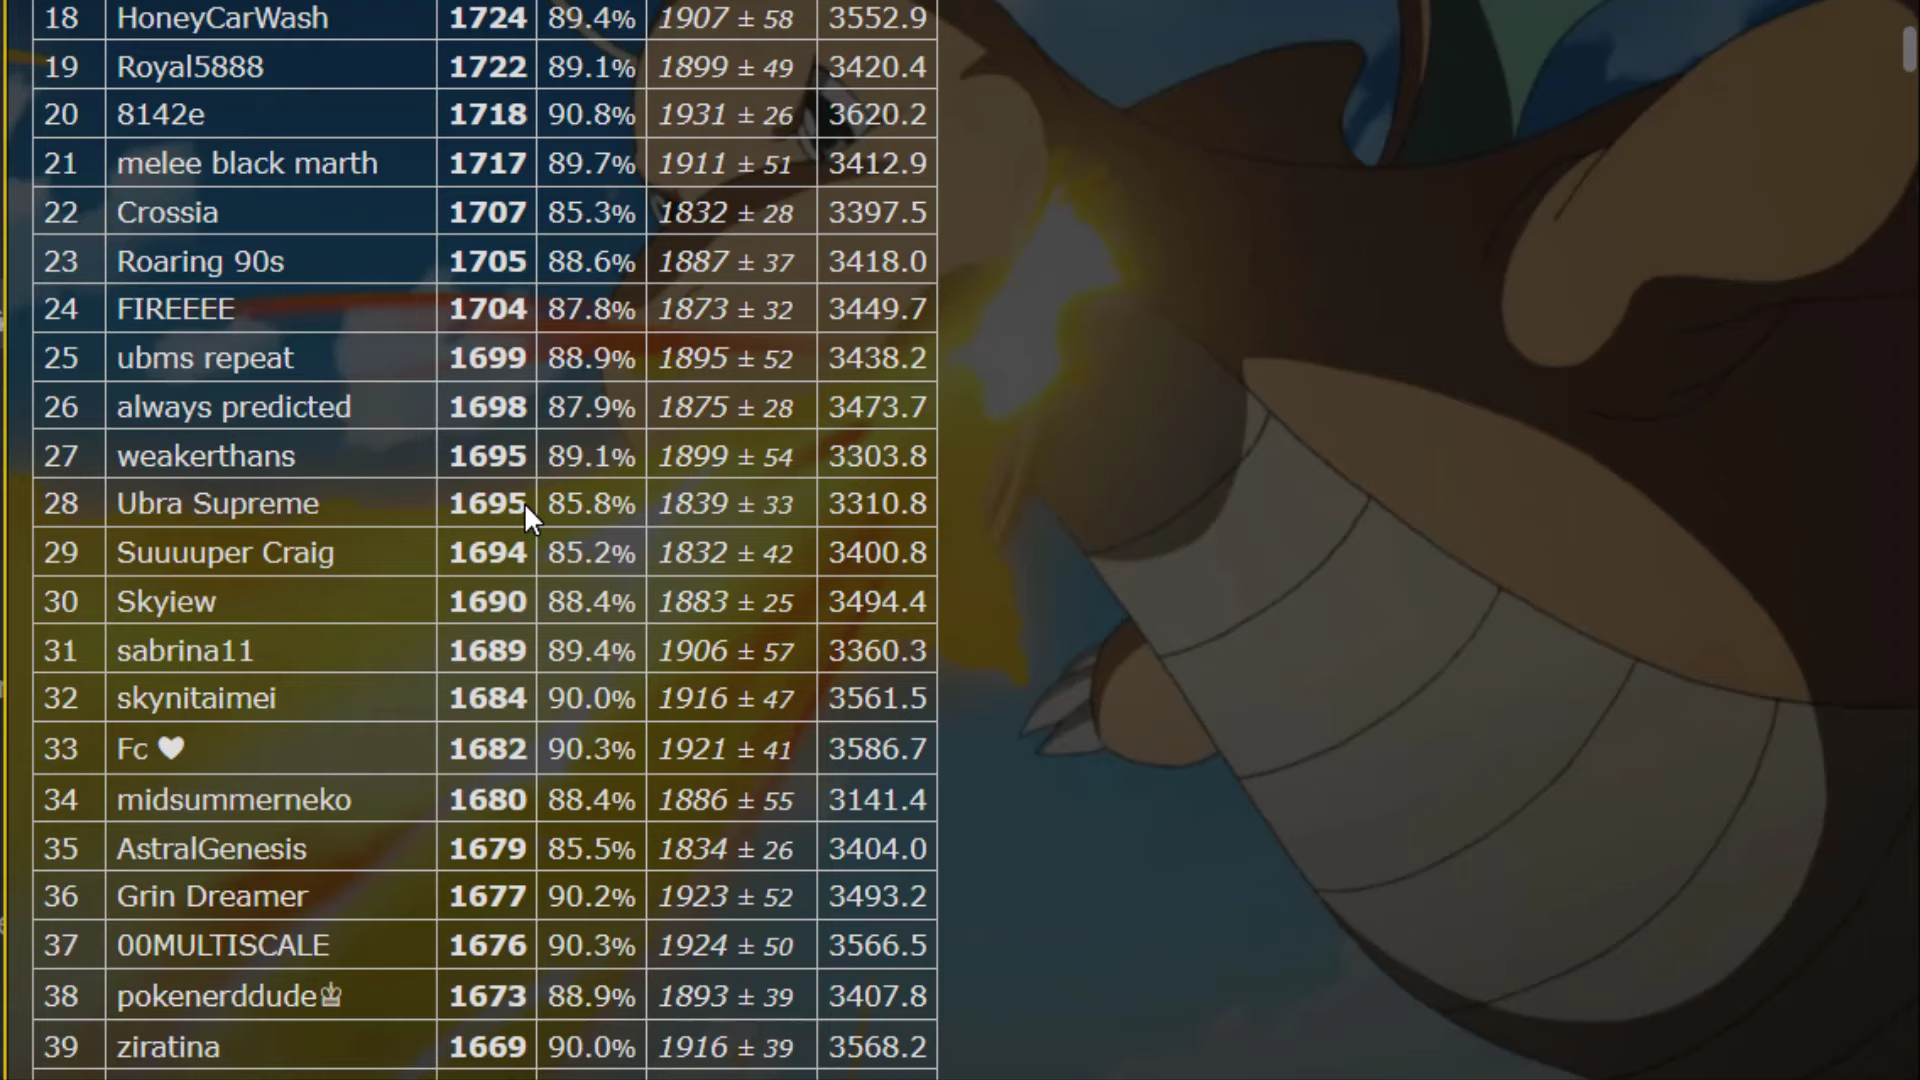 18 HoneyCarWash 1724 89.4% 1907 ± 58 3552.9
19 Royal5888 1722 89.1% 1899 ± 49 3420.4
20 8142e 1718 90.8% 1931 ± 26 3620.2
21 melee black marth 1717 89.7% 1911 ± 51 3412.9
22 Crossia 1707 85.3% 1832 ± 28 3397.5
23 Roaring 90s 1705 88.6% 1887 ± 37 3418.0
24 FIREEEE 1704 87.8% 1873 ± 32 3449.7
25 ubms repeat 1699 88.9% 1895 ± 52 3438.2
26 always predicted 1698 87.9% 1875 ± 28 3473.7
27 weakerthans 1695 89.1% 1899 ± 54 3303.8
28 Ubra Supreme 1695 85.8% 1839 ± 33 3310.8
29 Suuuuper Craig 1694 85.2% 1832 ± 42 3400.8
30 Skyiew 1690 88.4% 1883 ± 25 3494.4
31 sabrina11 1689 89.4% 1906 ± 57 3360.3
32 skynitaimei 1684 90.0% 1916 ± 47 3561.5
33 Fc ♥ 1682 90.3% 1921 ± 41 3586.7
34 midsummerneko 1680 88.4% 1886 ± 55 3141.4
35 AstralGenesis 1679 85.5% 1834 ± 26 3404.0
36 Grin Dreamer 1677 90.2% 1923 ± 52 3493.2
37 00MULTISCALE 1676 90.3% 1924 ± 50 3566.5
38 pokenerddude♔ 1673 88.9% 1893 ± 39 3407.8
39 ziratina 1669 90.0% 1916 ± 39 3568.2